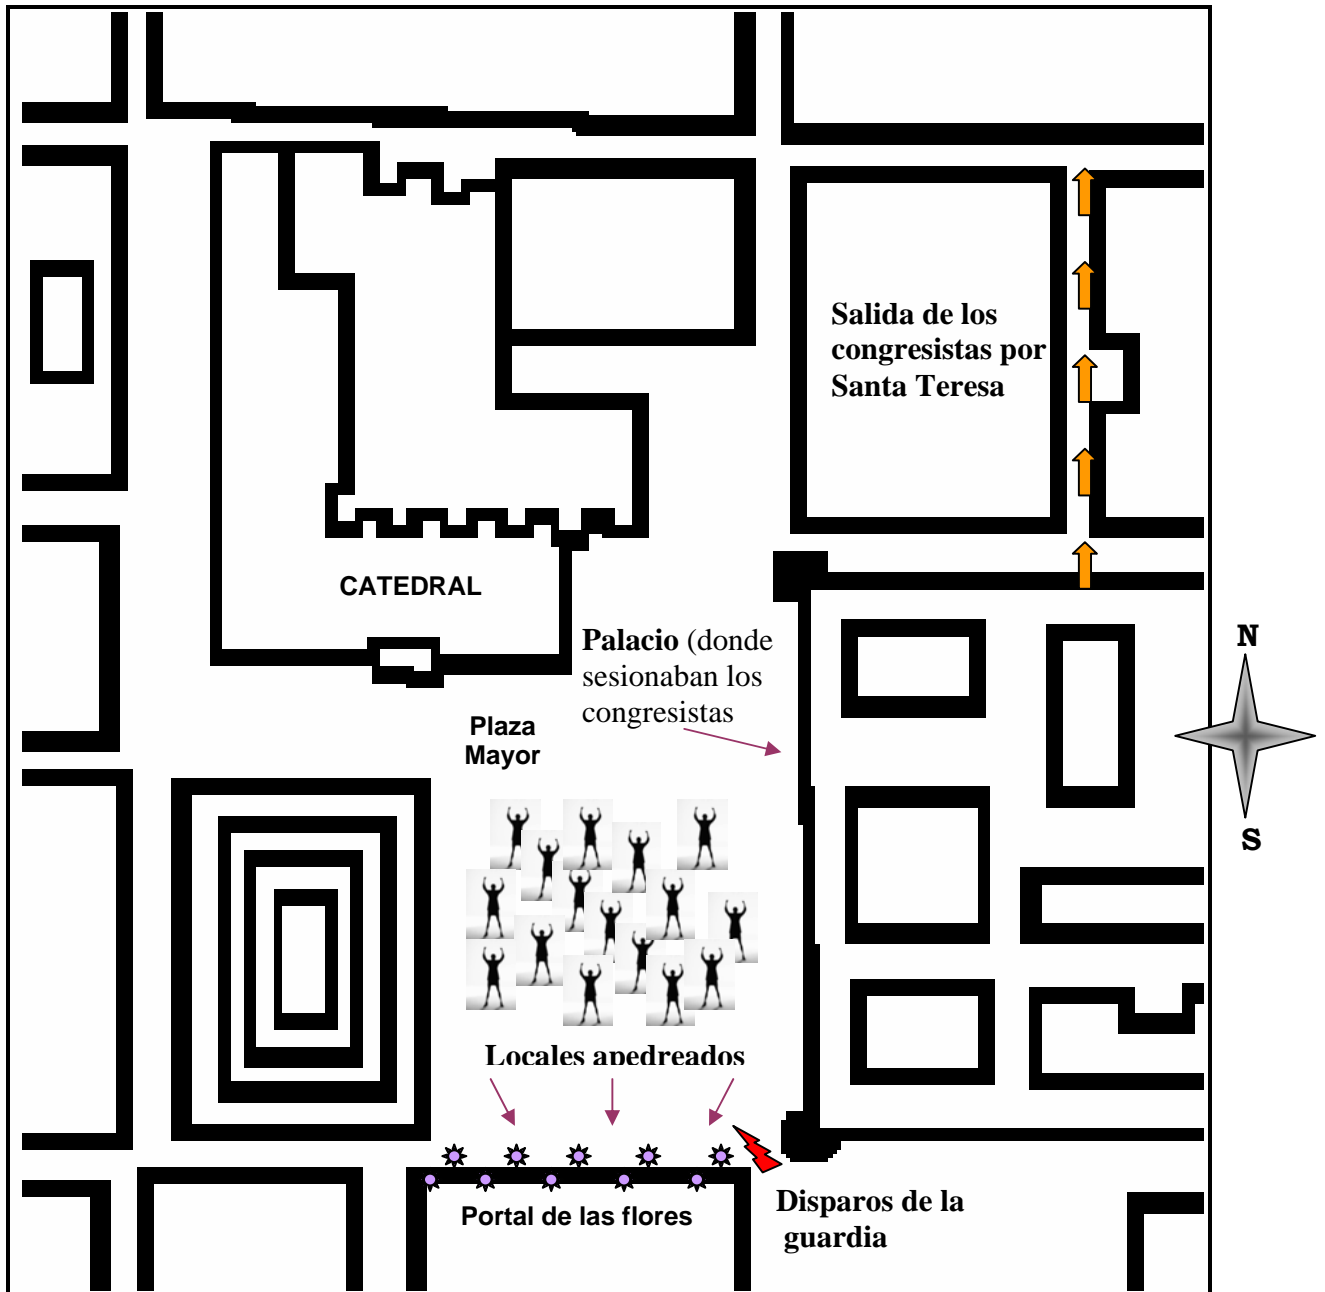 Salida de los
congresistas por
Santa Teresa
CATEDRAL
Palacio (donde
sesionaban los
congresistas
N
Plaza
Mayor
S
Locales apedreados
Disparos de la
guardia
Portal de las flores